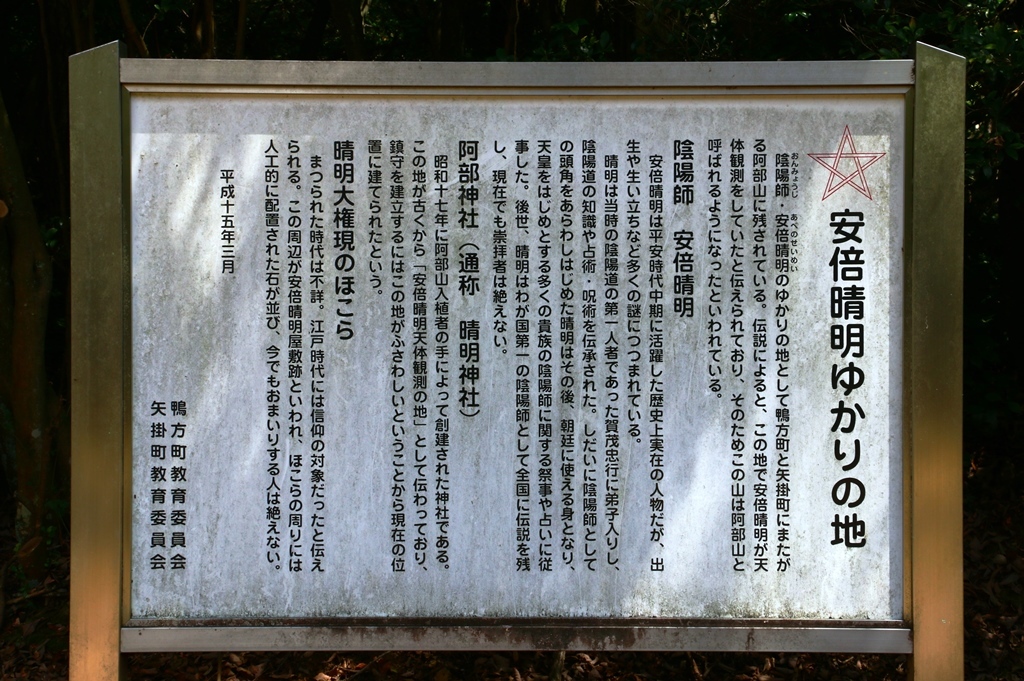 安倍晴明ゆかりの地
陰陽師・安倍晴明のゆかりの地として鴨方町と矢掛町にまたが
おんみょうじ　あべのせいめい
る阿部山に残されている。伝説によると、この地で安倍晴明が天
体観測をしていたと伝えられており、そのためこの山は阿部山と
呼ばれるようになったといわれている。
陰陽師　安倍晴明
安倍晴明は平安時代中期に活躍した歴史上実在の人物だが、出
生や生い立ちなど多くの謎につつまれている。
晴明は当時の陰陽道の第一人者であった賀茂忠行に弟子入りし、
陰陽道の知識や占術・呪術を伝承された。しだいに陰陽師として
の頭角をあらわしはじめた晴明はその後、朝廷に使える身となり、
天皇をはじめとする多くの貴族の陰陽師に関する祭事や占いに従
事した。後世、晴明はわが国第一の陰陽師として全国に伝説を残
し、現在でも崇拝者は絶えない。
阿部神社（通称　晴明神社）
昭和十七年に阿部山入植者の手によって創建された神社である。
この地が古くから「安倍晴明天体観測の地」として伝わっており、
鎮守を建立するにはこの地がふさわしいということから現在の位
置に建てられたという。
晴明大権現のほこら
まつられた時代は不詳。江戸時代には信仰の対象だったと伝え
られる。この周辺が安倍晴明屋敷跡といわれ、ほこらの周りには
人工的に配置された石が並び、今でもおまいりする人は絶えない。
平成十五年三月
鴨方町教育委員会
矢掛町教育委員会